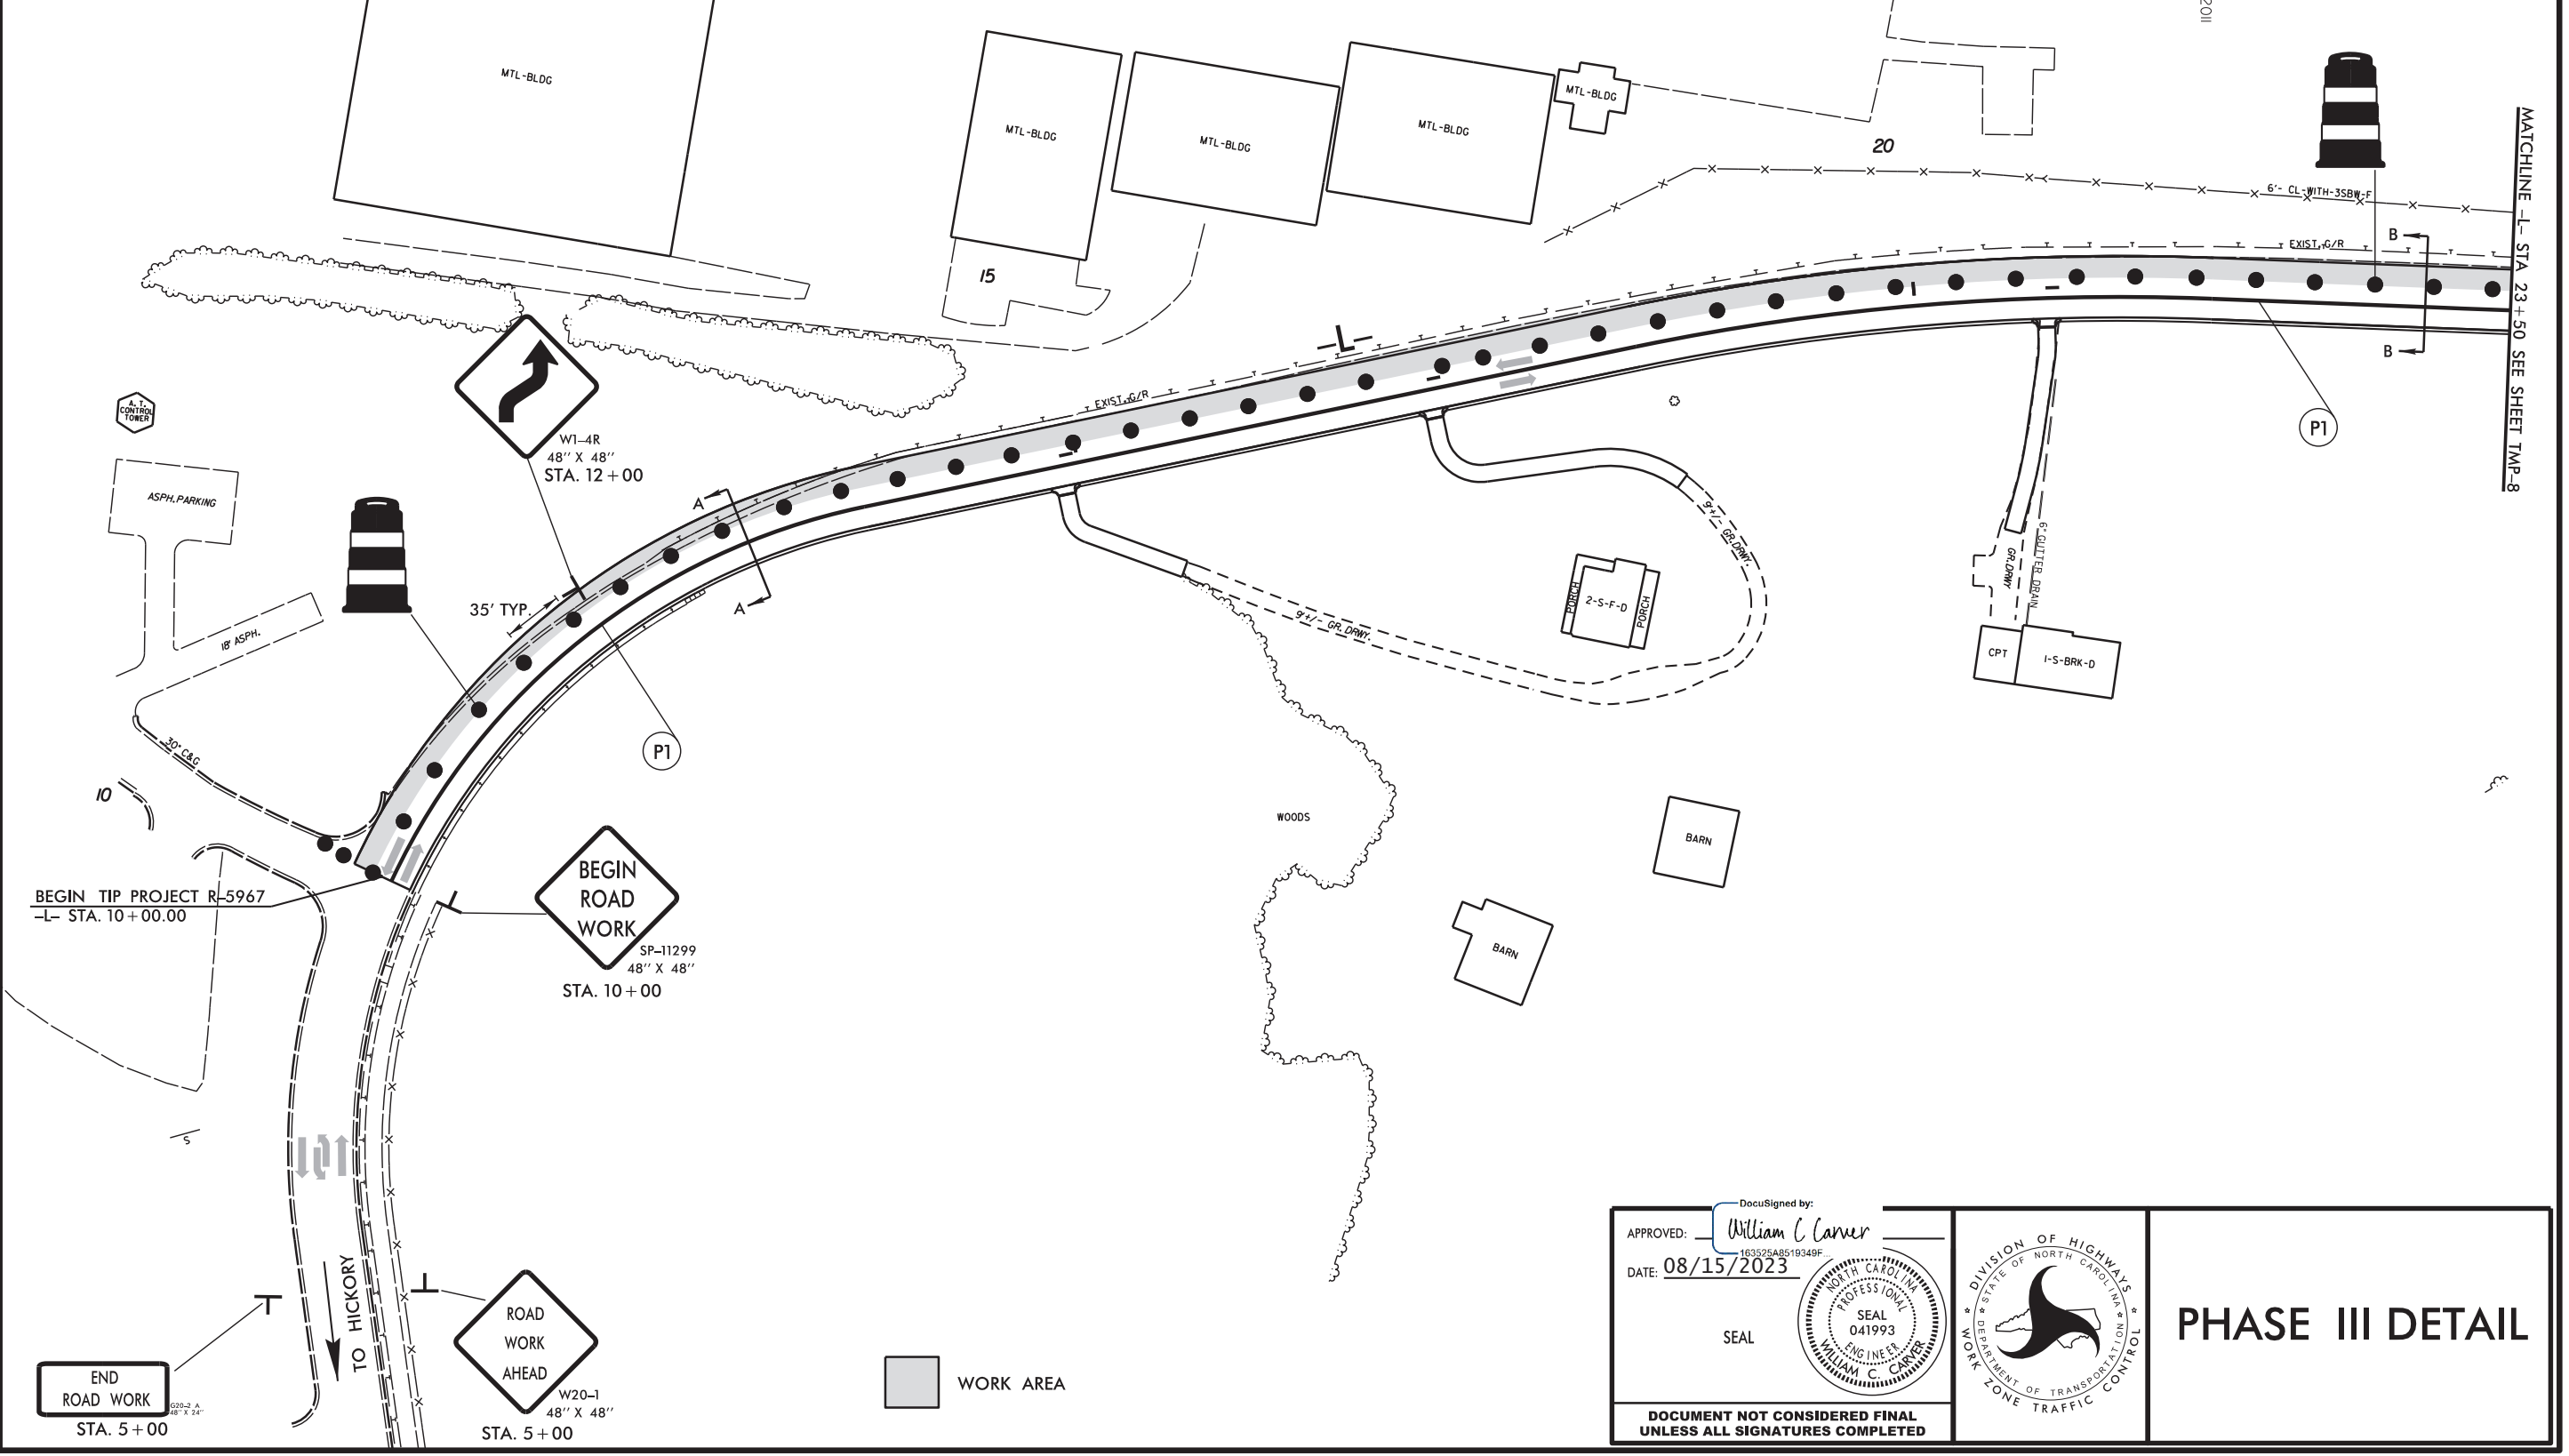 2011
MTL-BLDG
MTL-BLDG
MTL-BLDG
MTL-BLDG
MTL-BLDG
20
6'- CL-WITH-3SBW-F
MATCHLINE –L– STA 23+50 SEE SHEET TMP–8
EXIST. G/R
B
B
15
–L–
EXIST. G/R
P1
W1–4R
48" X 48"
STA. 12+00
A. T.
CONTROL
TOWER
ASPH. PARKING
A
A
35' TYP.
18' ASPH.
P1
30" C&G
10
9'+/- GR. DRWY.
9'+/- GR. DRWY.
PORCH
2-S-F-D
PORCH
GR. DRWY
6" GUTTER DRAIN
CPT
1-S-BRK-D
WOODS
BARN
BARN
BEGIN TIP PROJECT R–5967
–L– STA. 10+00.00
BEGIN
ROAD
WORK
SP–11299
48" X 48"
STA. 10+00
S
TO HICKORY
END
ROAD WORK
G20-2 A
48" X 24"
STA. 5+00
ROAD
WORK
AHEAD
W20–1
48" X 48"
STA. 5+00
WORK AREA
DocuSigned by:
APPROVED: William C Carver
163525A8519349F...
DATE: 08/15/2023
SEAL
NORTH CAROLINA
PROFESSIONAL
SEAL
041993
ENGINEER
WILLIAM C. CARVER
DOCUMENT NOT CONSIDERED FINAL
UNLESS ALL SIGNATURES COMPLETED
DIVISION OF HIGHWAYS
STATE OF NORTH CAROLINA
DEPARTMENT OF TRANSPORTATION
WORK ZONE TRAFFIC CONTROL
PHASE III DETAIL